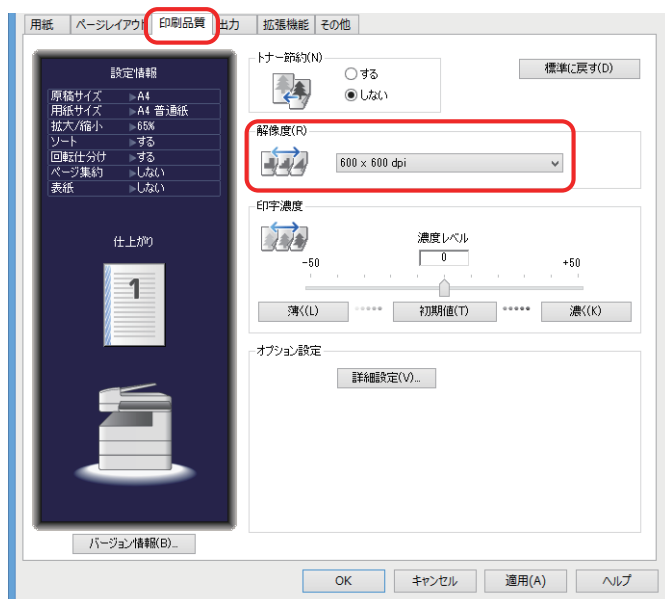 用紙 ページレイアウト 印刷品質 出力 拡張機能 その他
設定情報
原稿サイズ ▶A4
用紙サイズ ▶A4 普通紙
拡大/縮小 ▶65%
ソート ▶する
回転仕分け ▶する
ページ集約 ▶しない
表紙 ▶しない
仕上がり
1
バージョン情報(B)...
トナー節約(N)
する
しない
標準に戻す(D)
解像度(R)
600 x 600 dpi
印字濃度
濃度レベル
-50 0 +50
薄く(L) 初期値(T) 濃く(K)
オプション設定
詳細設定(V)...
OK キャンセル 適用(A) ヘルプ